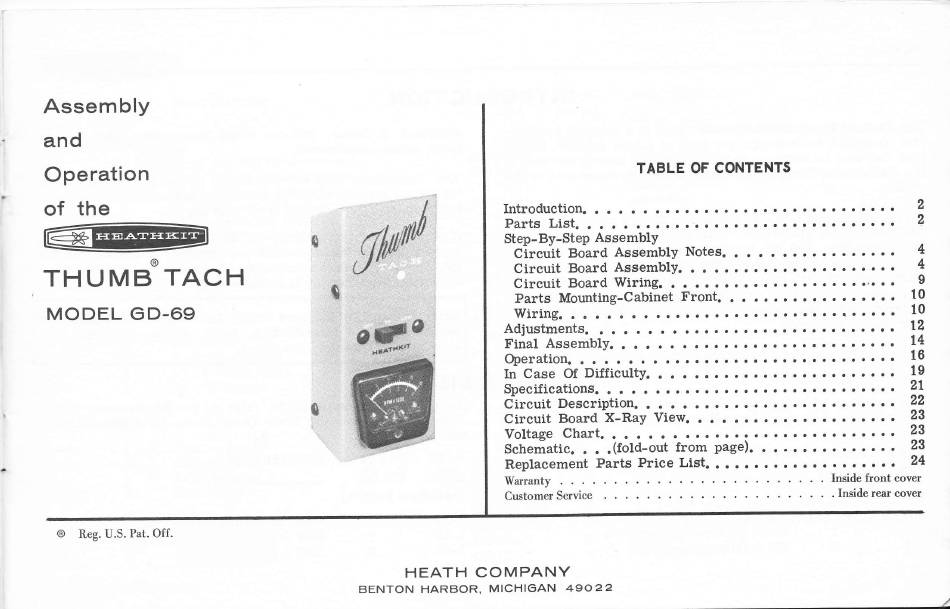 Assembly
and
Operation
of the
HEATHKIT
THUMB® TACH
MODEL GD-69
Thumb
TACH
HEATHKIT
RPM x 1000
TABLE OF CONTENTS
Introduction. . . . . . . . . . . . . . . . . . . . . . . . . . . 2
Parts List. . . . . . . . . . . . . . . . . . . . . . . . . . . 2
Step-By-Step Assembly
Circuit Board Assembly Notes. . . . . . . . . . . . . . . 4
Circuit Board Assembly. . . . . . . . . . . . . . . . . . . 4
Circuit Board Wiring. . . . . . . . . . . . . . . . . . . . 9
Parts Mounting-Cabinet Front. . . . . . . . . . . . . . . 10
Wiring. . . . . . . . . . . . . . . . . . . . . . . . . . . . 10
Adjustments. . . . . . . . . . . . . . . . . . . . . . . . . . 12
Final Assembly. . . . . . . . . . . . . . . . . . . . . . . . 14
Operation. . . . . . . . . . . . . . . . . . . . . . . . . . . 16
In Case Of Difficulty. . . . . . . . . . . . . . . . . . . . . 19
Specifications. . . . . . . . . . . . . . . . . . . . . . . . . 21
Circuit Description. . . . . . . . . . . . . . . . . . . . . . 22
Circuit Board X-Ray View. . . . . . . . . . . . . . . . . . 23
Voltage Chart. . . . . . . . . . . . . . . . . . . . . . . . . 23
Schematic. . . .(fold-out from page). . . . . . . . . . . . . 23
Replacement Parts Price List. . . . . . . . . . . . . . . . 24
Warranty . . . . . . . . . . . . . . . . . . . . . . . Inside front cover
Customer Service . . . . . . . . . . . . . . . . . . . . Inside rear cover
® Reg. U.S. Pat. Off.
HEATH COMPANY
BENTON HARBOR, MICHIGAN 49022